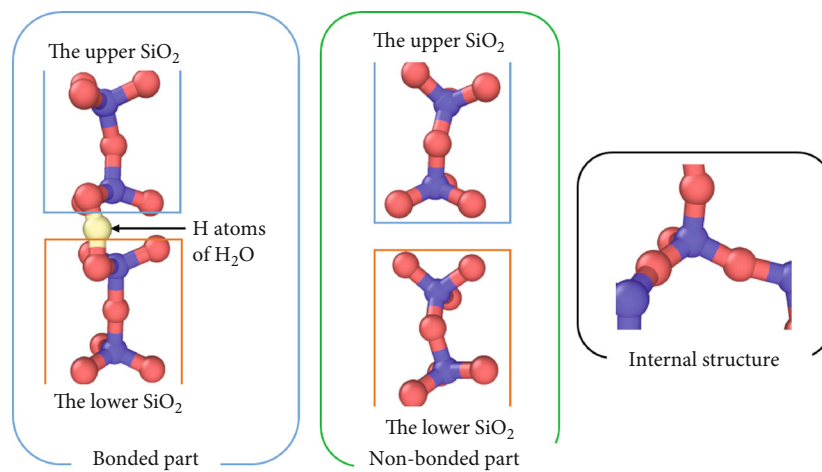 The upper SiO₂
H atoms
of H₂O
The lower SiO₂
Bonded part
The upper SiO₂
The lower SiO₂
Non-bonded part
Internal structure